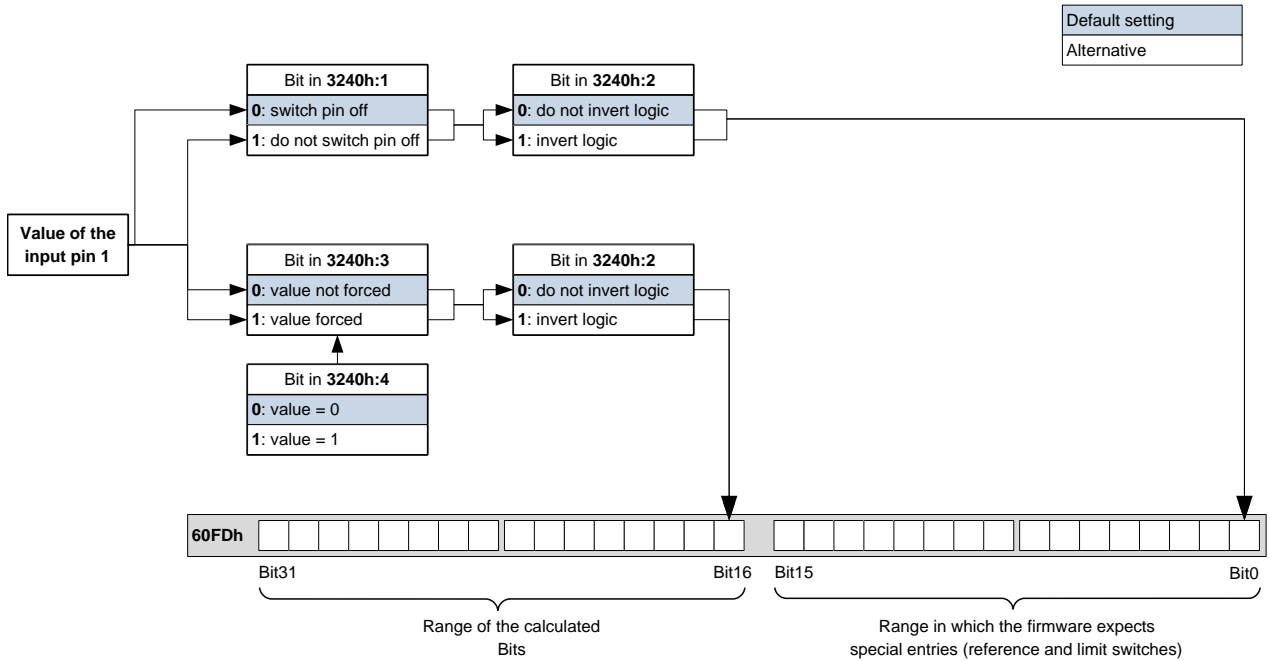 Default setting
Alternative
Bit in 3240h:1
0: switch pin off
1: do not switch pin off
Bit in 3240h:2
0: do not invert logic
1: invert logic
Value of the
input pin 1
Bit in 3240h:3
0: value not forced
1: value forced
Bit in 3240h:2
0: do not invert logic
1: invert logic
Bit in 3240h:4
0: value = 0
1: value = 1
60FDh
Bit31
Bit16
Bit15
Bit0
Range of the calculated
Bits
Range in which the firmware expects
special entries (reference and limit switches)